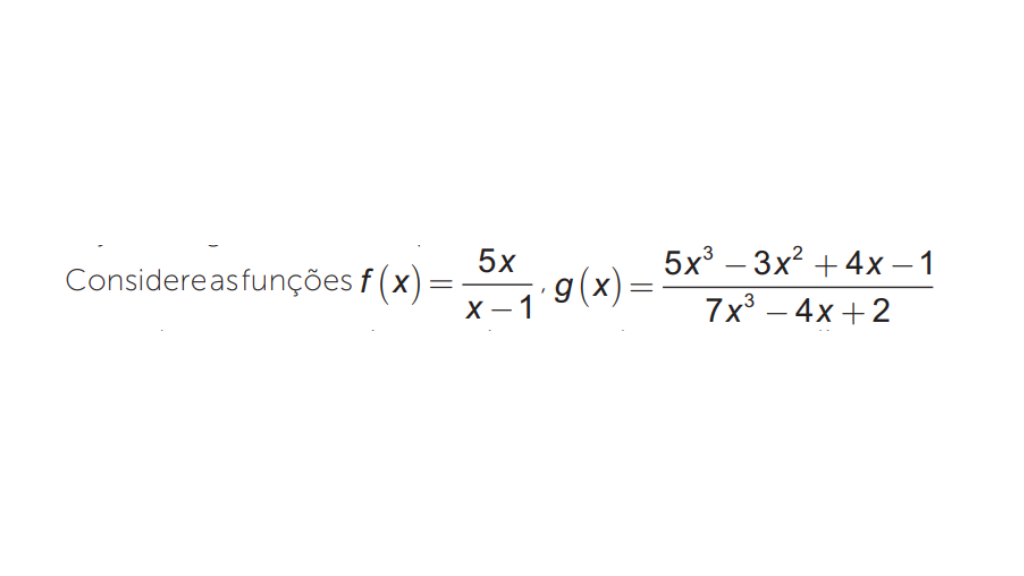 Considere as funções f(x) = 5x / x − 1, g(x) = 5x³ − 3x² + 4x − 1 / 7x³ − 4x + 2